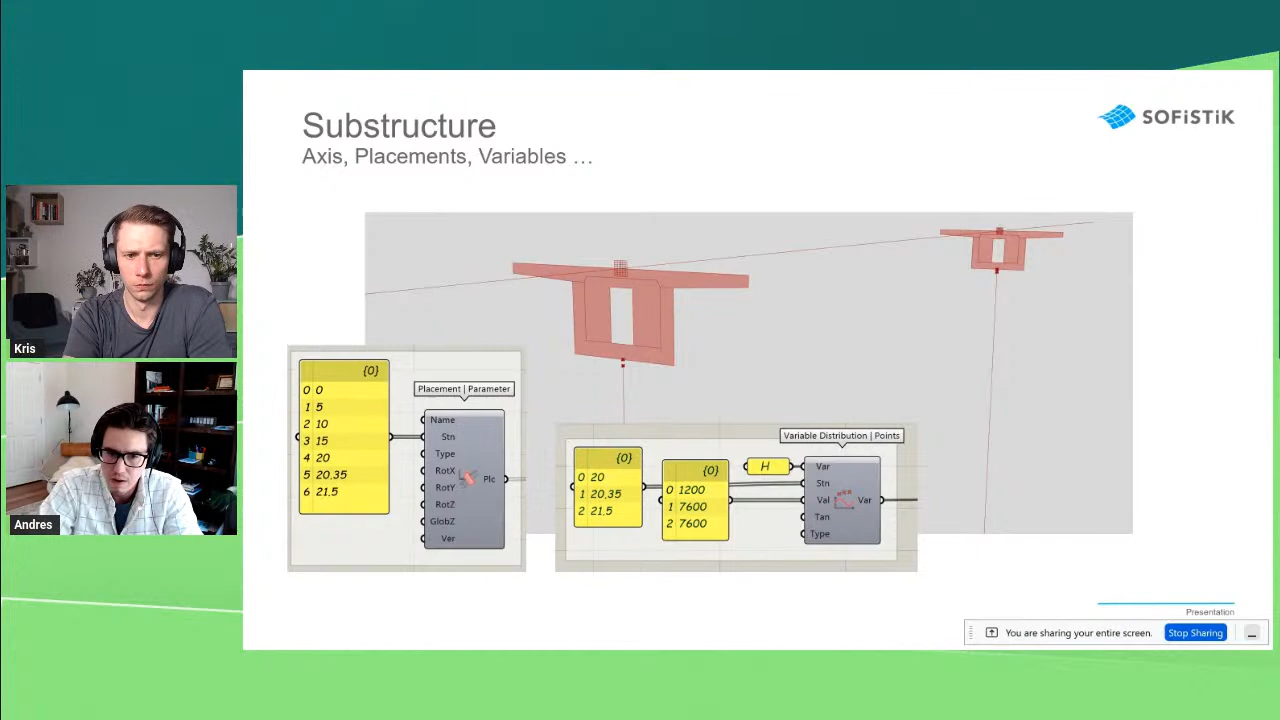 Substructure
Axis, Placements, Variables …
SOFiSTiK
Kris
Andres
{0}
0 0
1 5
2 10
3 15
4 20
5 20.35
6 21.5
Placement | Parameter
Name
Stn
Type
RotX
RotY
RotZ
GlobZ
Ver
Plc
{0}
0 20
1 20.35
2 21.5
{0}
0 1200
1 7600
2 7600
H
Variable Distribution | Points
Var
Stn
Val
Tan
Type
Var
Presentation
You are sharing your entire screen.
Stop Sharing